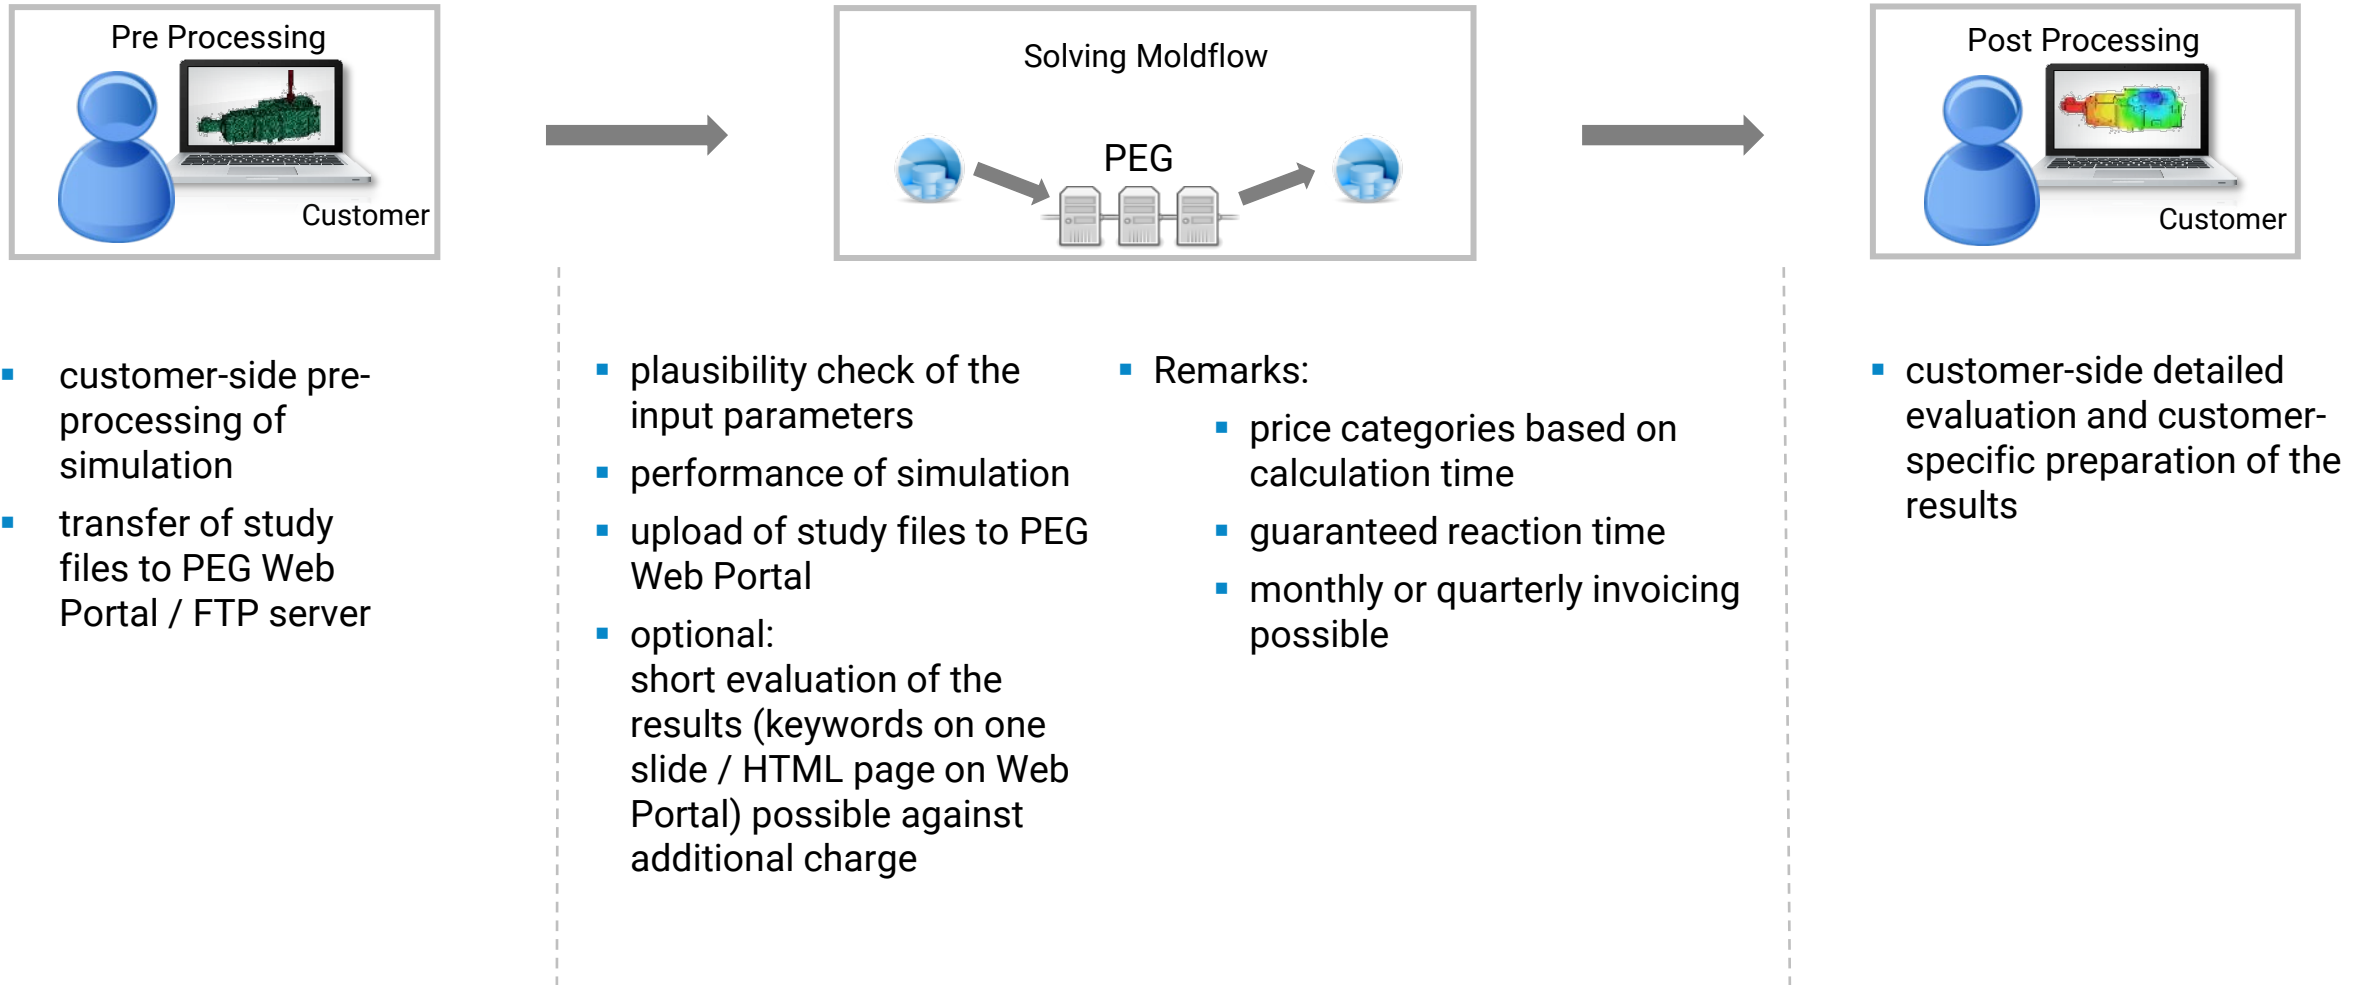 Pre Processing
Customer
Solving Moldflow
PEG
Post Processing
Customer
customer-side pre-
processing of
simulation
transfer of study
files to PEG Web
Portal / FTP server
plausibility check of the
input parameters
performance of simulation
upload of study files to PEG
Web Portal
optional:
short evaluation of the
results (keywords on one
slide / HTML page on Web
Portal) possible against
additional charge
Remarks:
price categories based on
calculation time
guaranteed reaction time
monthly or quarterly invoicing
possible
customer-side detailed
evaluation and customer-
specific preparation of the
results